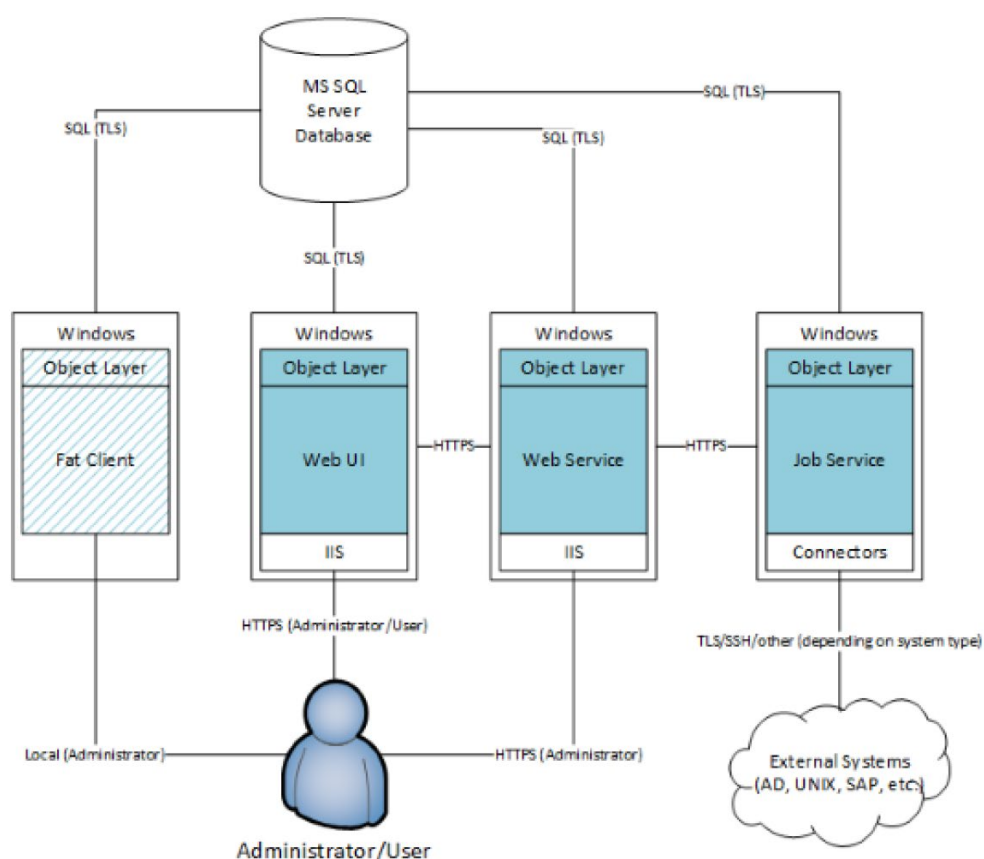 MS SQL
Server
Database
SQL (TLS)
SQL (TLS)
SQL (TLS)
SQL (TLS)
Windows
Object Layer
Fat Client
Windows
Object Layer
Web UI
IIS
HTTPS
Windows
Object Layer
Web Service
IIS
HTTPS
Windows
Object Layer
Job Service
Connectors
HTTPS (Administrator/User)
TLS/SSH/other (depending on system type)
Local (Administrator)
HTTPS (Administrator)
External Systems
(AD, UNIX, SAP, etc.)
Administrator/User